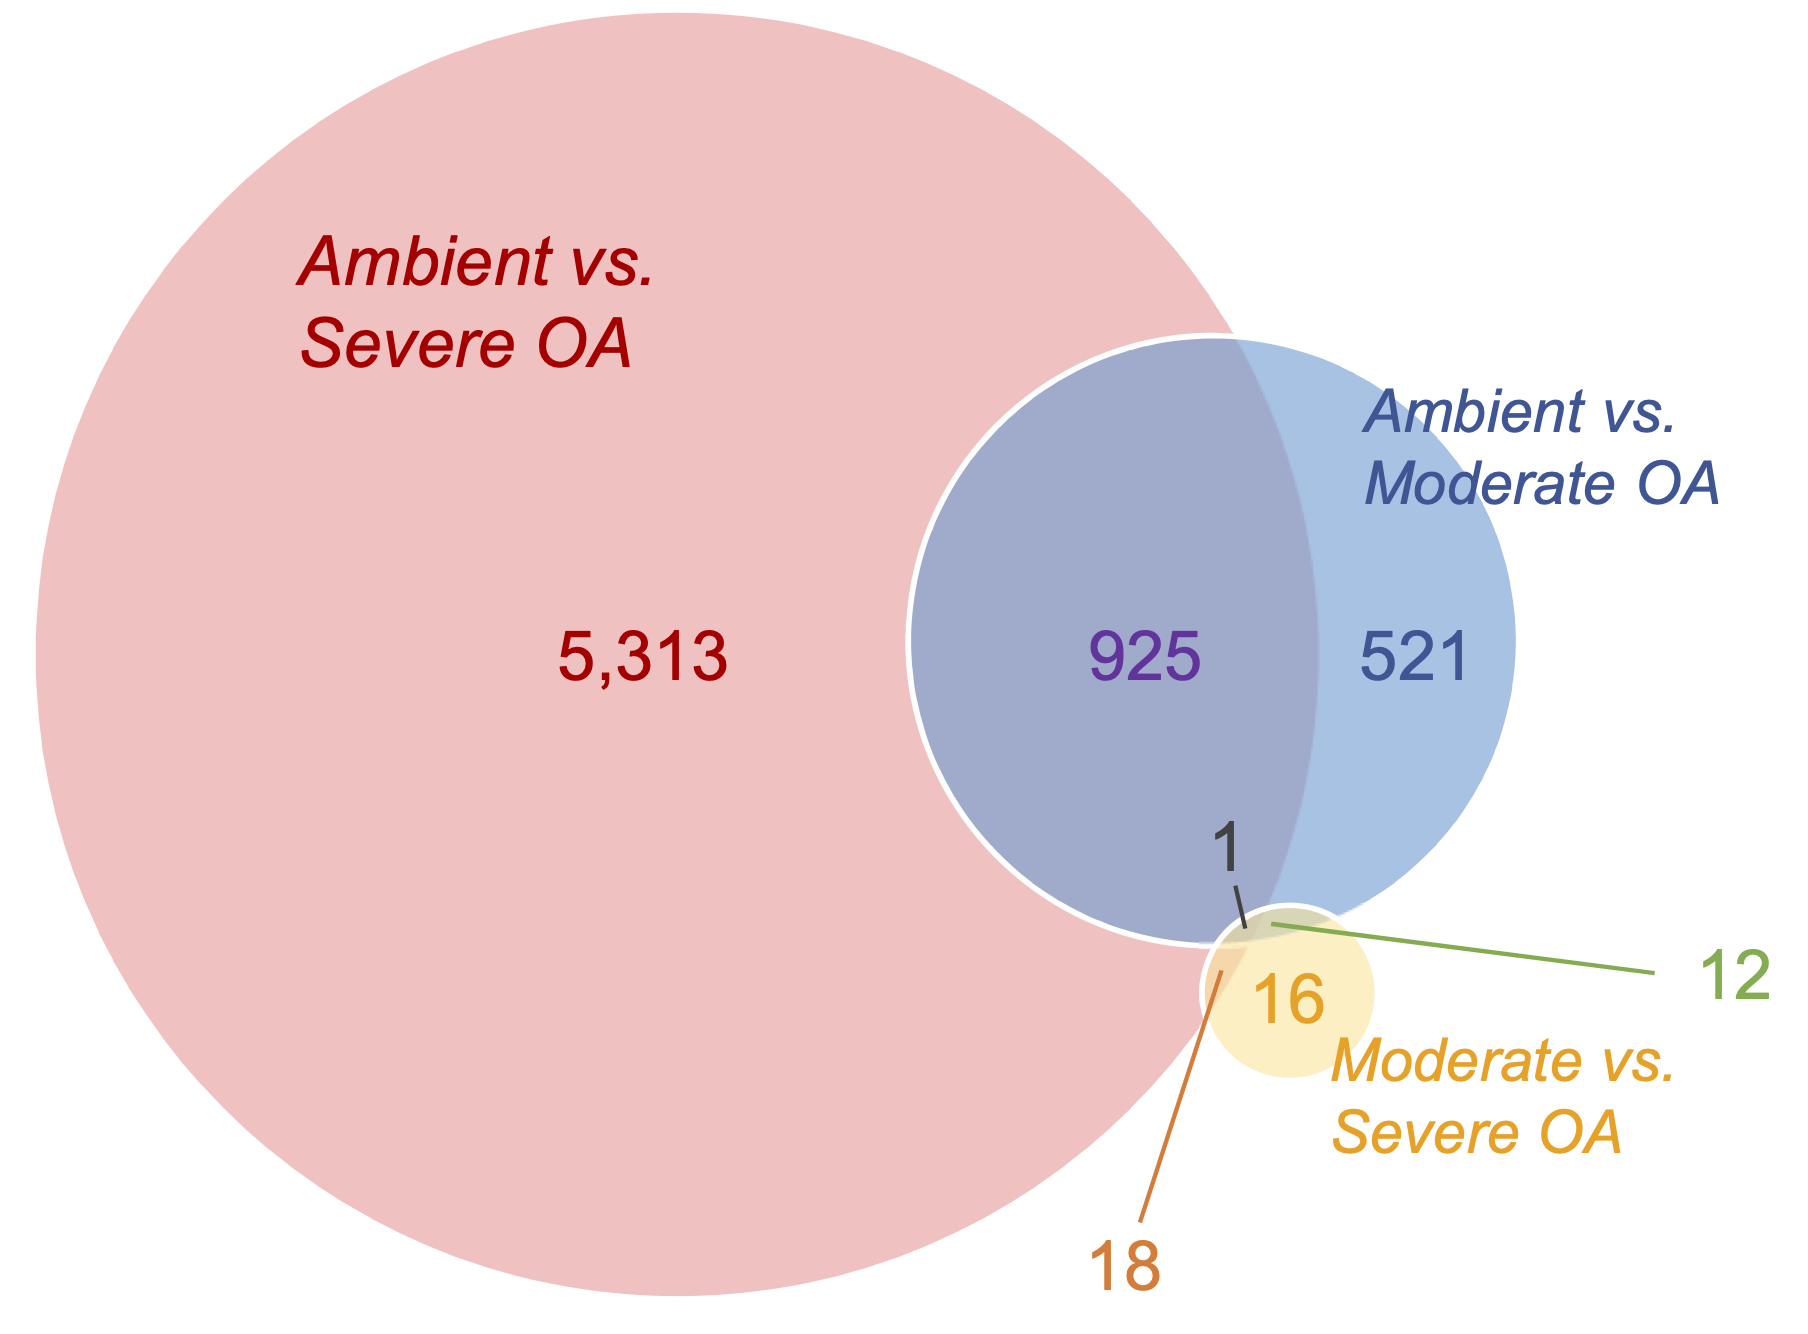 Ambient vs.
Severe OA
Ambient vs.
Moderate OA
5,313
925
521
1
12
16
Moderate vs.
Severe OA
18